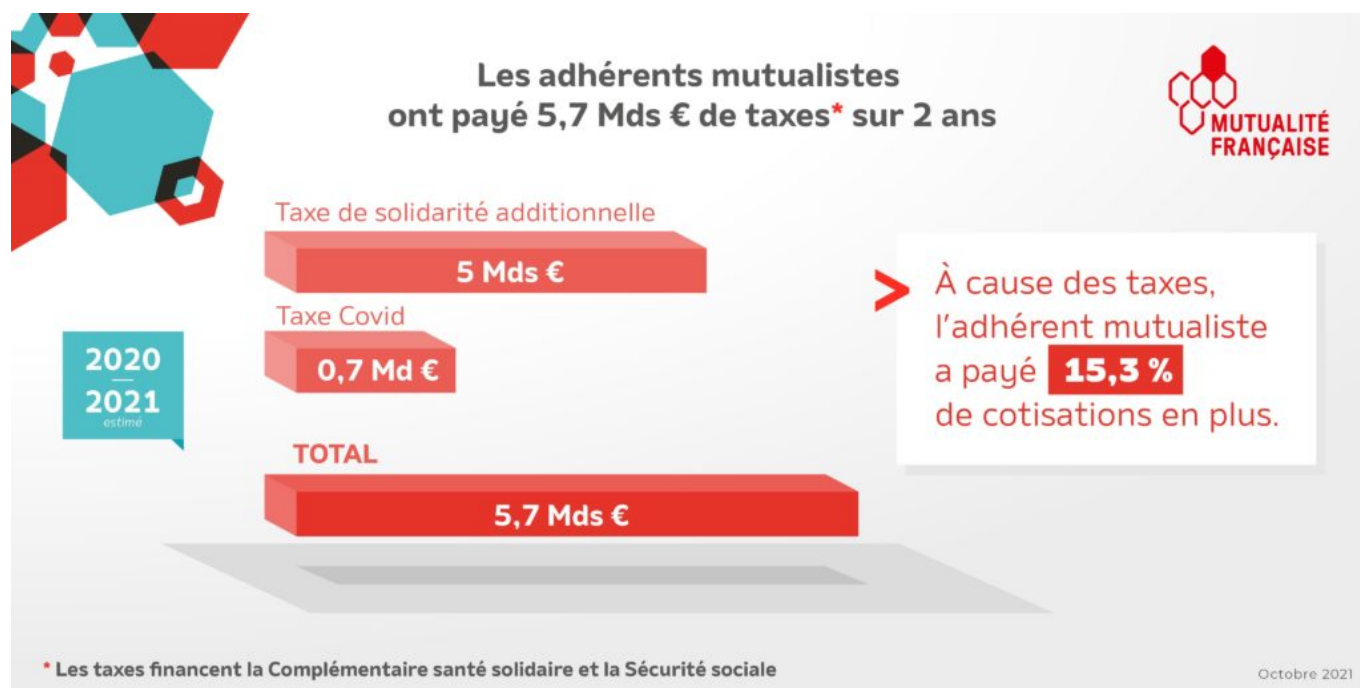 Les adhérents mutualistes
ont payé 5,7 Mds € de taxes* sur 2 ans
MUTUALITÉ
FRANÇAISE
Taxe de solidarité additionnelle
5 Mds €
Taxe Covid
0,7 Md €
2020
2021
estimé
TOTAL
5,7 Mds €
> À cause des taxes,
l'adhérent mutualiste
a payé 15,3 %
de cotisations en plus.
* Les taxes financent la Complémentaire santé solidaire et la Sécurité sociale
Octobre 2021